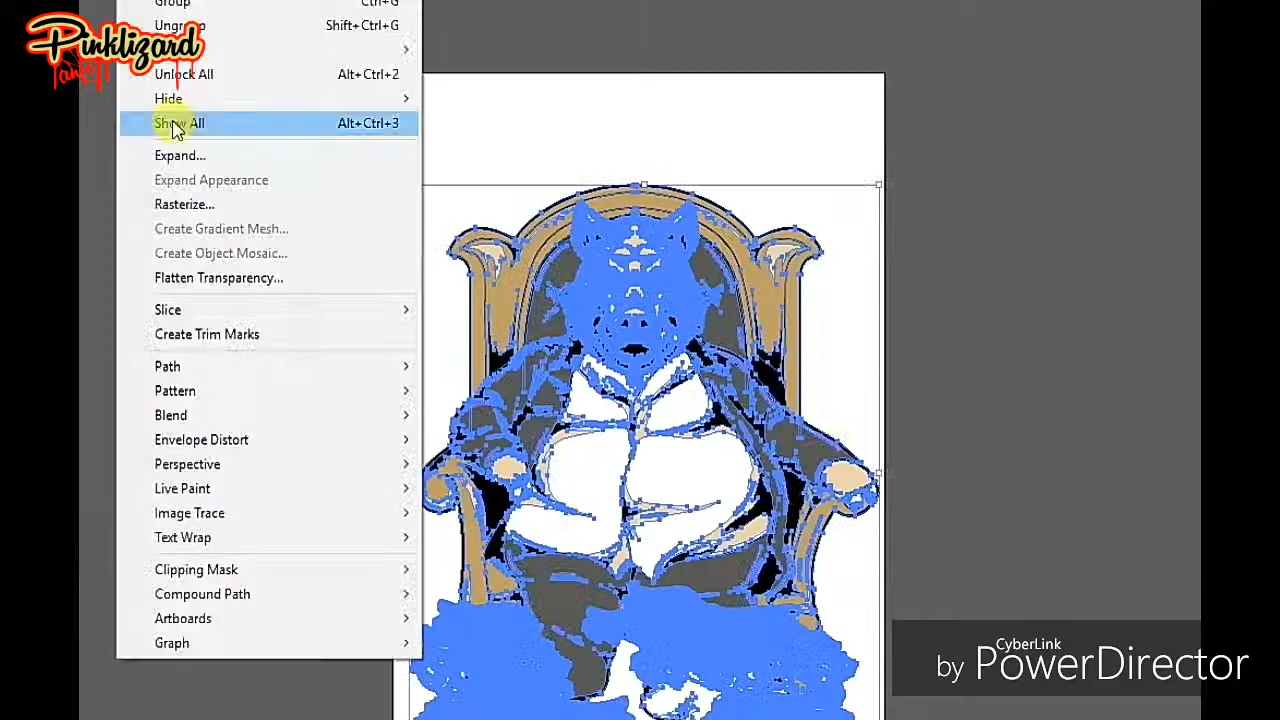 Group Ctrl+G
Pinklizard
Ungroup Shift+Ctrl+G
Unlock All Alt+Ctrl+2
Hide
Show All Alt+Ctrl+3
Expand...
Expand Appearance
Rasterize...
Create Gradient Mesh...
Create Object Mosaic...
Flatten Transparency...
Slice
Create Trim Marks
Path
Pattern
Blend
Envelope Distort
Perspective
Live Paint
Image Trace
Text Wrap
Clipping Mask
Compound Path
Artboards
Graph
CyberLink
by PowerDirector